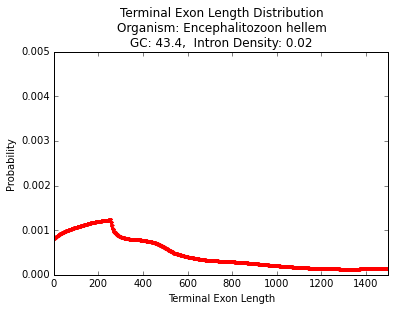 Terminal Exon Length Distribution
Organism: Encephalitozoon hellem
GC: 43.4,  Intron Density: 0.02
0.005
0.004
0.003
0.002
0.001
0.000
Probability
0 200 400 600 800 1000 1200 1400
Terminal Exon Length